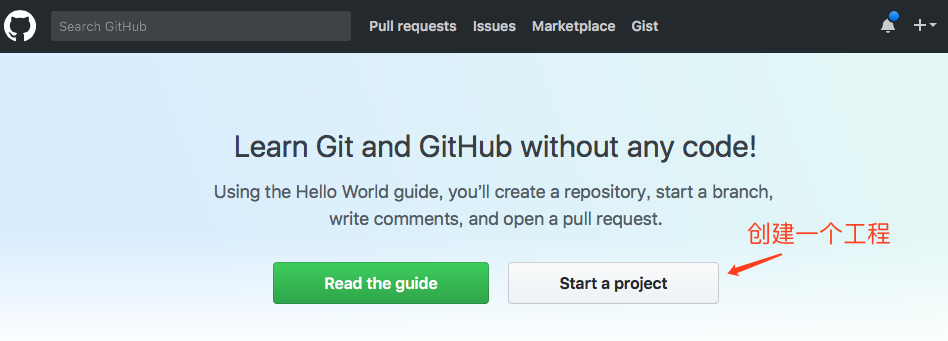 Search GitHub
Pull requests
Issues
Marketplace
Gist
Learn Git and GitHub without any code!
Using the Hello World guide, you’ll create a repository, start a branch,
write comments, and open a pull request.
创建一个工程
Read the guide
Start a project